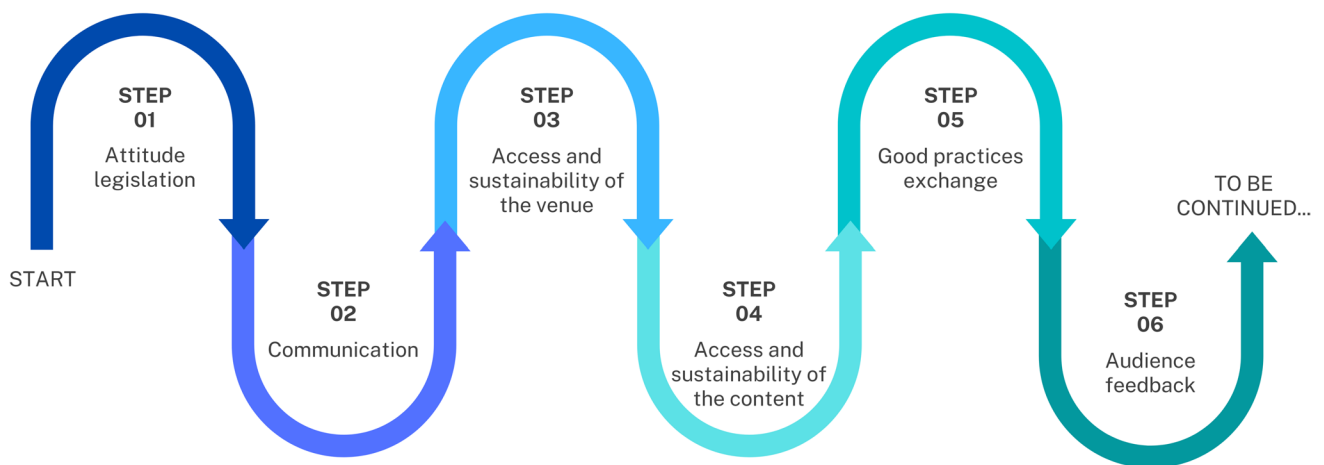 START
STEP
01
Attitude
legislation
STEP
02
Communication
STEP
03
Access and
sustainability of
the venue
STEP
04
Access and
sustainability of
the content
STEP
05
Good practices
exchange
STEP
06
Audience
feedback
TO BE
CONTINUED...